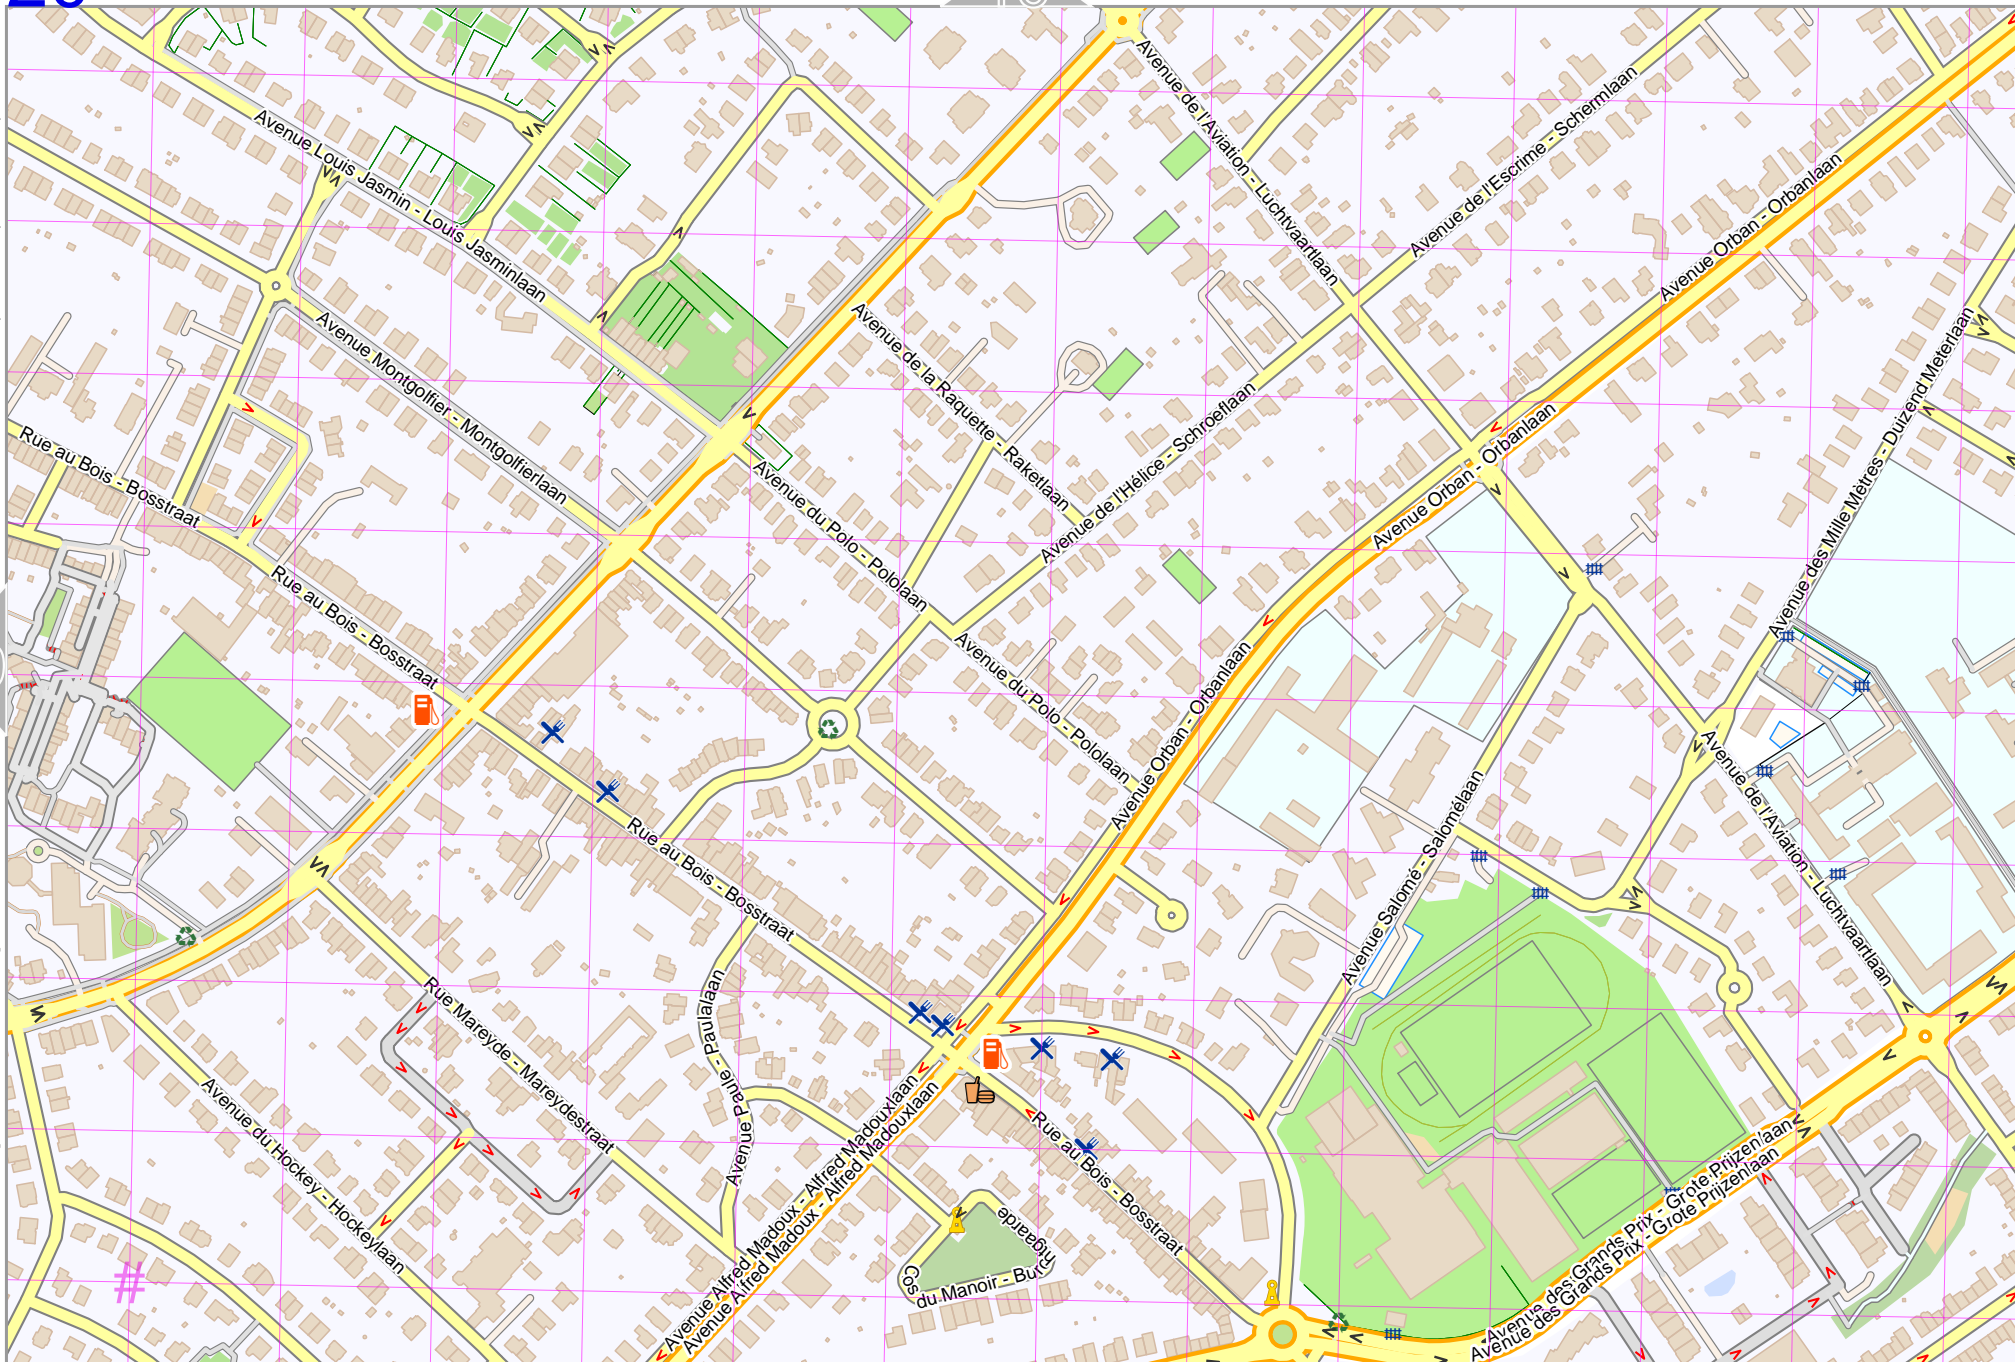 Avenue de l'Aviation - Luchtvaartlaan
Avenue de l'Escrime - Schermlaan
Avenue Louis Jasmin - Louis Jasminlaan
Avenue Orban - Orbanlaan
Avenue Montgolfier - Montgolfierlaan
Avenue de la Raquette - Raketlaan
Avenue des Mille Mètres - Duizend Meterlaan
Avenue de l'Hélice - Schroeflaan
Avenue Orban - Orbanlaan
Rue au Bois - Bosstraat
Avenue du Polo - Pololaan
Rue au Bois - Bosstraat
Avenue du Polo - Pololaan
Avenue Orban - Orbanlaan
Avenue de l'Aviation - Luchtvaartlaan
Avenue Salomé - Salomélaan
Rue au Bois - Bosstraat
Avenue Paule - Paulalaan
Rue Mareyde - Mareydestraat
Avenue du Hockey - Hockeylaan
Avenue Alfred Madoux - Alfred Madouxlaan
Avenue Alfred Madoux - Alfred Madouxlaan
Rue au Bois - Bosstraat
Avenue des Grands Prix - Grote Prijzenlaan
Avenue des Grands Prix - Grote Prijzenlaan
#